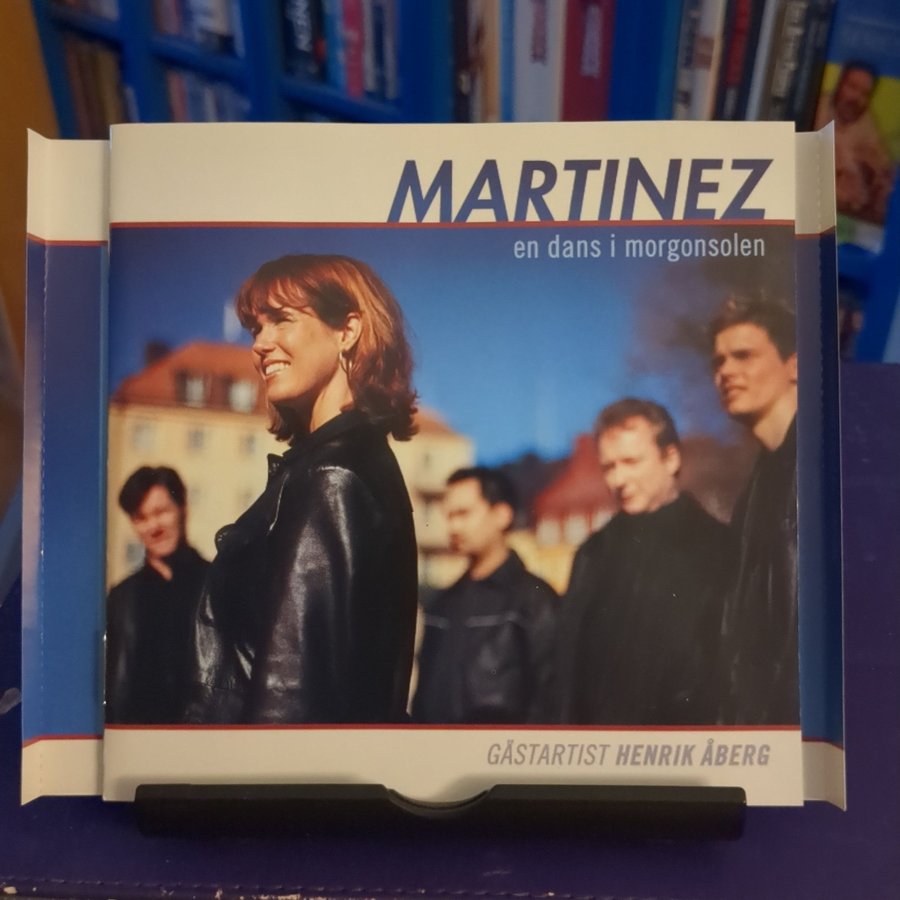 MARTINEZ
en dans i morgonsolen
GÄSTARTIST HENRIK ÅBERG